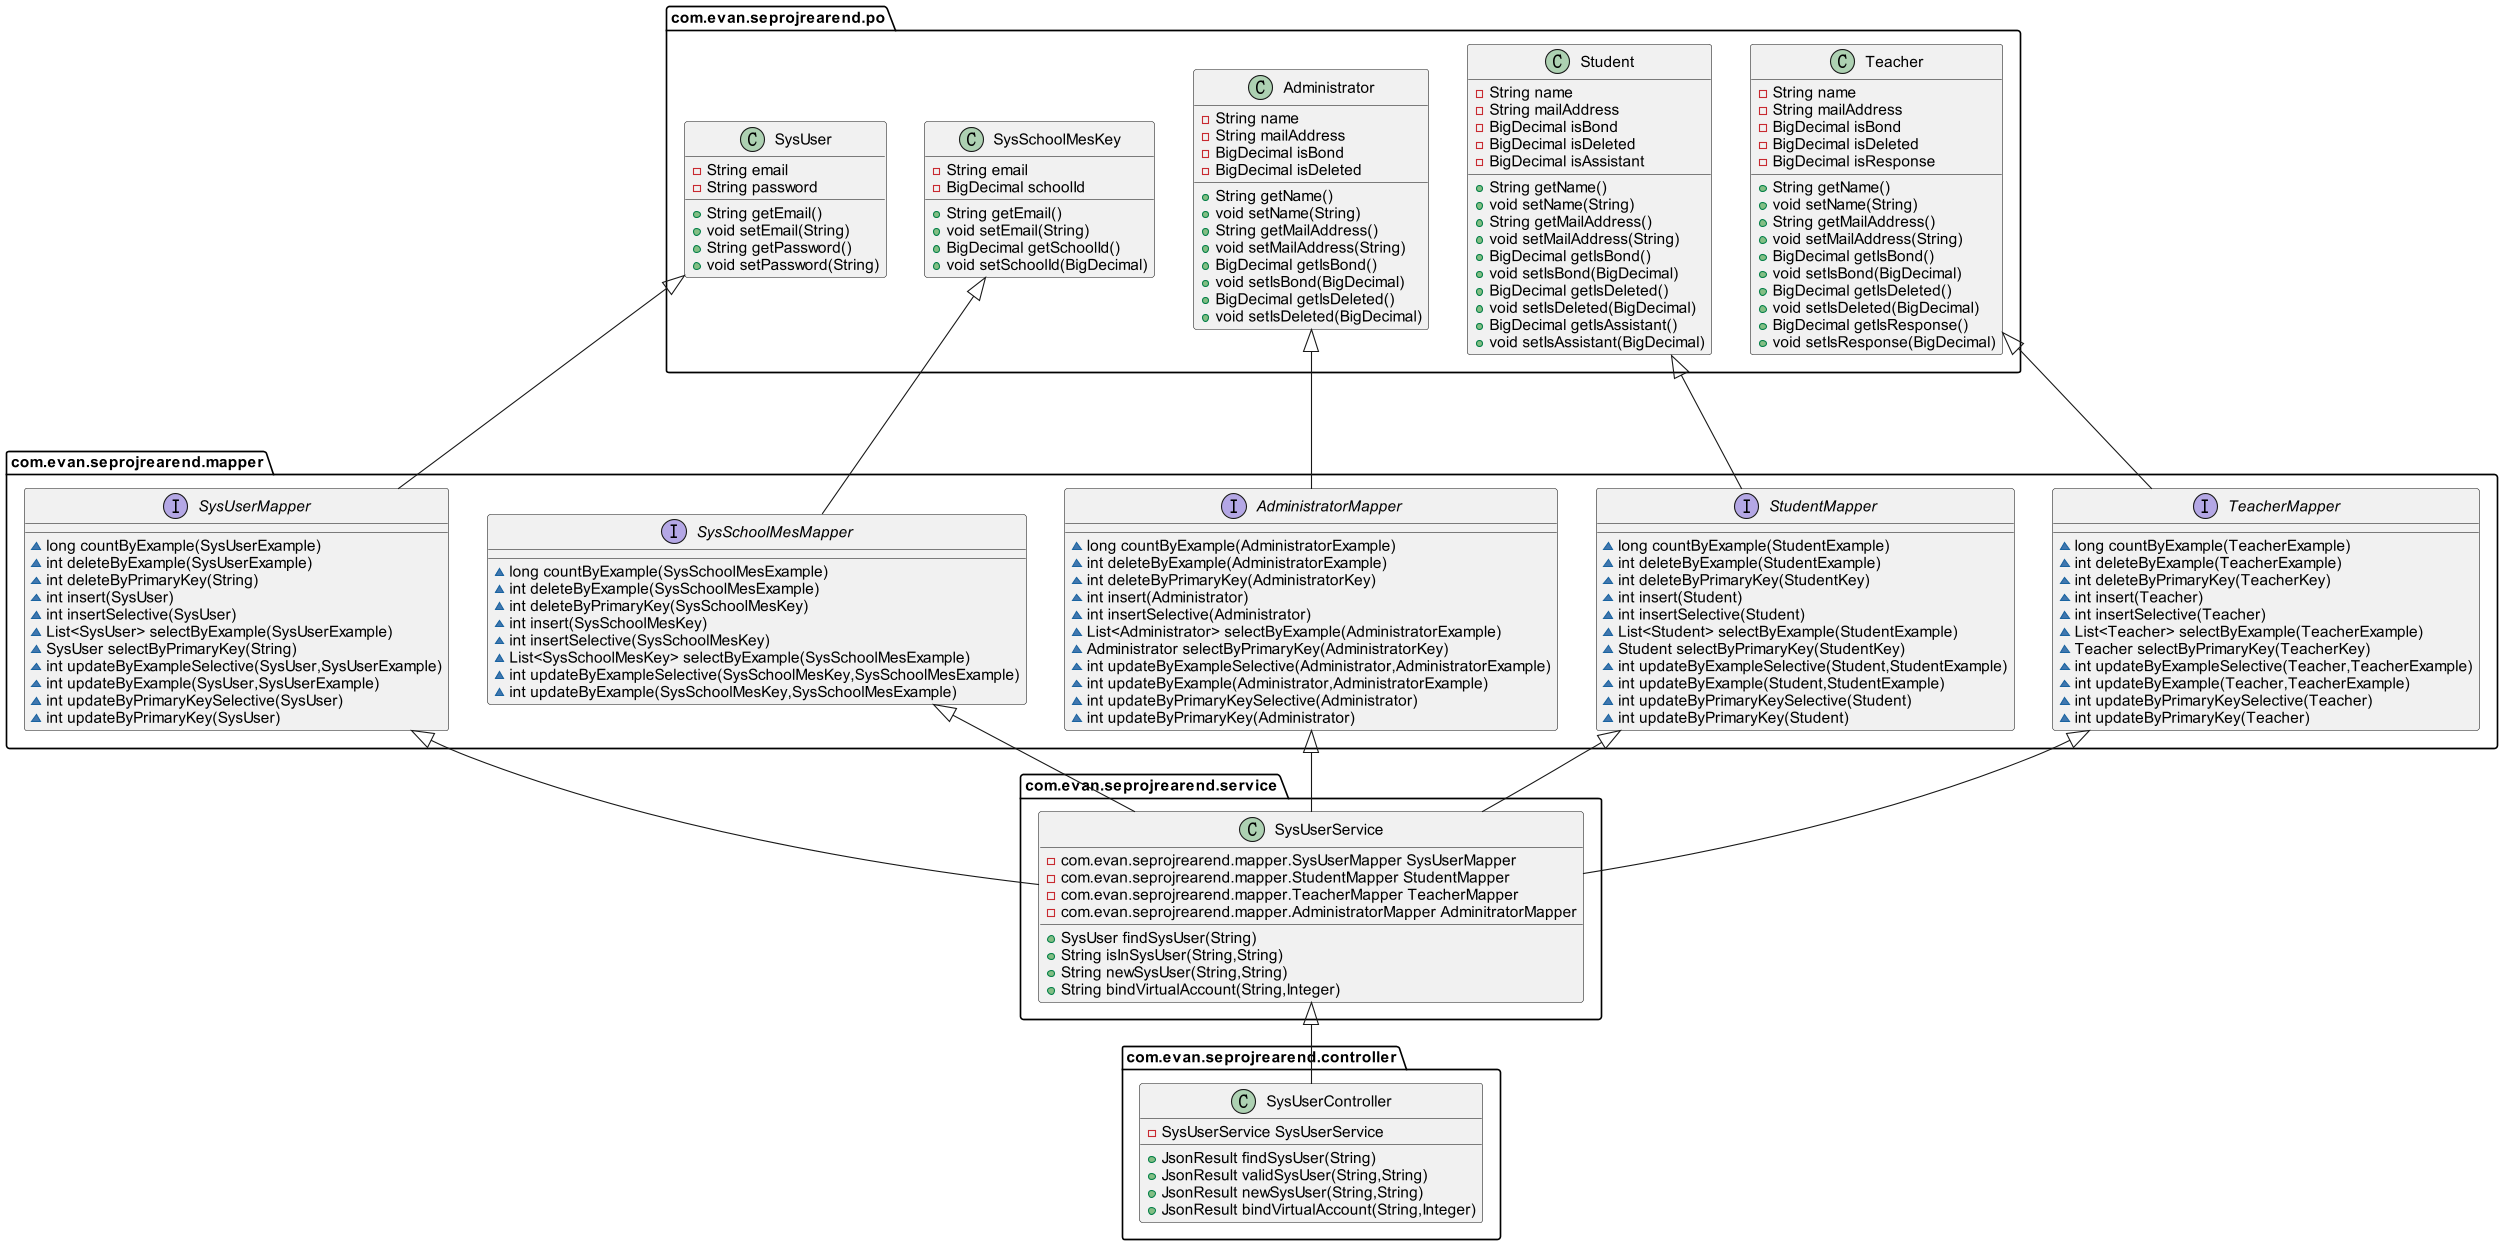 com.evan.seprojrearend.po
SysUser
String email
String password
String getEmail()
void setEmail(String)
String getPassword()
void setPassword(String)
SysSchoolMesKey
String email
BigDecimal schoolId
String getEmail()
void setEmail(String)
BigDecimal getSchoolId()
void setSchoolId(BigDecimal)
Administrator
String name
String mailAddress
BigDecimal isBond
BigDecimal isDeleted
String getName()
void setName(String)
String getMailAddress()
void setMailAddress(String)
BigDecimal getIsBond()
void setIsBond(BigDecimal)
BigDecimal getIsDeleted()
void setIsDeleted(BigDecimal)
Student
String name
String mailAddress
BigDecimal isBond
BigDecimal isDeleted
BigDecimal isAssistant
String getName()
void setName(String)
String getMailAddress()
void setMailAddress(String)
BigDecimal getIsBond()
void setIsBond(BigDecimal)
BigDecimal getIsDeleted()
void setIsDeleted(BigDecimal)
BigDecimal getIsAssistant()
void setIsAssistant(BigDecimal)
Teacher
String name
String mailAddress
BigDecimal isBond
BigDecimal isDeleted
BigDecimal isResponse
String getName()
void setName(String)
String getMailAddress()
void setMailAddress(String)
BigDecimal getIsBond()
void setIsBond(BigDecimal)
BigDecimal getIsDeleted()
void setIsDeleted(BigDecimal)
BigDecimal getIsResponse()
void setIsResponse(BigDecimal)
com.evan.seprojrearend.mapper
SysUserMapper
long countByExample(SysUserExample)
int deleteByExample(SysUserExample)
int deleteByPrimaryKey(String)
int insert(SysUser)
int insertSelective(SysUser)
List<SysUser> selectByExample(SysUserExample)
SysUser selectByPrimaryKey(String)
int updateByExampleSelective(SysUser,SysUserExample)
int updateByExample(SysUser,SysUserExample)
int updateByPrimaryKeySelective(SysUser)
int updateByPrimaryKey(SysUser)
SysSchoolMesMapper
long countByExample(SysSchoolMesExample)
int deleteByExample(SysSchoolMesExample)
int deleteByPrimaryKey(SysSchoolMesKey)
int insert(SysSchoolMesKey)
int insertSelective(SysSchoolMesKey)
List<SysSchoolMesKey> selectByExample(SysSchoolMesExample)
int updateByExampleSelective(SysSchoolMesKey,SysSchoolMesExample)
int updateByExample(SysSchoolMesKey,SysSchoolMesExample)
AdministratorMapper
long countByExample(AdministratorExample)
int deleteByExample(AdministratorExample)
int deleteByPrimaryKey(AdministratorKey)
int insert(Administrator)
int insertSelective(Administrator)
List<Administrator> selectByExample(AdministratorExample)
Administrator selectByPrimaryKey(AdministratorKey)
int updateByExampleSelective(Administrator,AdministratorExample)
int updateByExample(Administrator,AdministratorExample)
int updateByPrimaryKeySelective(Administrator)
int updateByPrimaryKey(Administrator)
StudentMapper
long countByExample(StudentExample)
int deleteByExample(StudentExample)
int deleteByPrimaryKey(StudentKey)
int insert(Student)
int insertSelective(Student)
List<Student> selectByExample(StudentExample)
Student selectByPrimaryKey(StudentKey)
int updateByExampleSelective(Student,StudentExample)
int updateByExample(Student,StudentExample)
int updateByPrimaryKeySelective(Student)
int updateByPrimaryKey(Student)
TeacherMapper
long countByExample(TeacherExample)
int deleteByExample(TeacherExample)
int deleteByPrimaryKey(TeacherKey)
int insert(Teacher)
int insertSelective(Teacher)
List<Teacher> selectByExample(TeacherExample)
Teacher selectByPrimaryKey(TeacherKey)
int updateByExampleSelective(Teacher,TeacherExample)
int updateByExample(Teacher,TeacherExample)
int updateByPrimaryKeySelective(Teacher)
int updateByPrimaryKey(Teacher)
com.evan.seprojrearend.service
SysUserService
com.evan.seprojrearend.mapper.SysUserMapper SysUserMapper
com.evan.seprojrearend.mapper.StudentMapper StudentMapper
com.evan.seprojrearend.mapper.TeacherMapper TeacherMapper
com.evan.seprojrearend.mapper.AdministratorMapper AdminitratorMapper
SysUser findSysUser(String)
String isInSysUser(String,String)
String newSysUser(String,String)
String bindVirtualAccount(String,Integer)
com.evan.seprojrearend.controller
SysUserController
SysUserService SysUserService
JsonResult findSysUser(String)
JsonResult validSysUser(String,String)
JsonResult newSysUser(String,String)
JsonResult bindVirtualAccount(String,Integer)